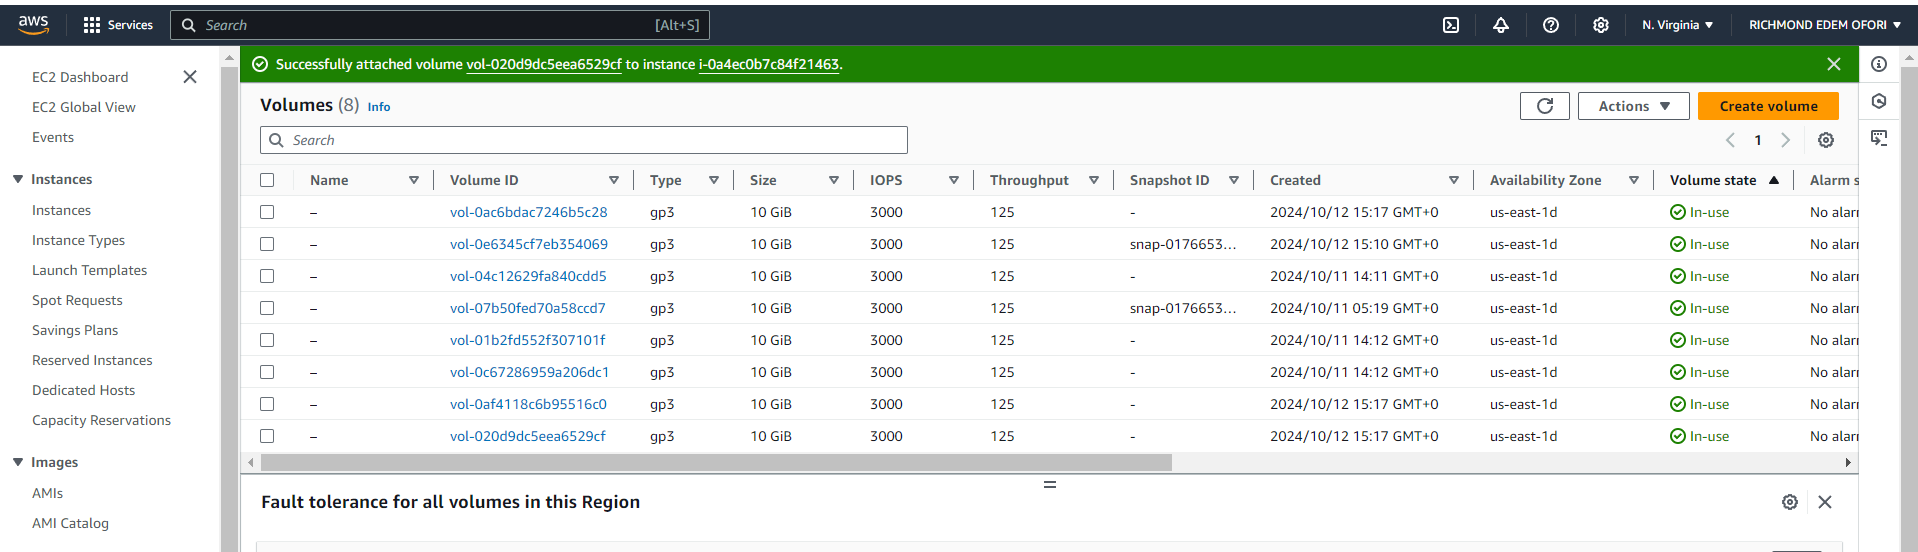 aws Services Search [Alt+S] N. Virginia RICHMOND EDEM OFORI
EC2 Dashboard
EC2 Global View
Events
Instances
Instances
Instance Types
Launch Templates
Spot Requests
Savings Plans
Reserved Instances
Dedicated Hosts
Capacity Reservations
Images
AMIs
AMI Catalog
Successfully attached volume vol-020d9dc5eea6529cf to instance i-0a4ec0b7c84f21463.
Volumes (8) Info Actions Create volume
Search 1
Name Volume ID Type Size IOPS Throughput Snapshot ID Created Availability Zone Volume state Alarm s
– vol-0ac6bdac7246b5c28 gp3 10 GiB 3000 125 - 2024/10/12 15:17 GMT+0 us-east-1d In-use No alar
– vol-0e6345cf7eb354069 gp3 10 GiB 3000 125 snap-0176653... 2024/10/12 15:10 GMT+0 us-east-1d In-use No alar
– vol-04c12629fa840cdd5 gp3 10 GiB 3000 125 - 2024/10/11 14:11 GMT+0 us-east-1d In-use No alar
– vol-07b50fed70a58ccd7 gp3 10 GiB 3000 125 snap-0176653... 2024/10/11 05:19 GMT+0 us-east-1d In-use No alar
– vol-01b2fd552f307101f gp3 10 GiB 3000 125 - 2024/10/11 14:12 GMT+0 us-east-1d In-use No alar
– vol-0c67286959a206dc1 gp3 10 GiB 3000 125 - 2024/10/11 14:12 GMT+0 us-east-1d In-use No alar
– vol-0af4118c6b95516c0 gp3 10 GiB 3000 125 - 2024/10/12 15:17 GMT+0 us-east-1d In-use No alar
– vol-020d9dc5eea6529cf gp3 10 GiB 3000 125 - 2024/10/12 15:17 GMT+0 us-east-1d In-use No alar
Fault tolerance for all volumes in this Region